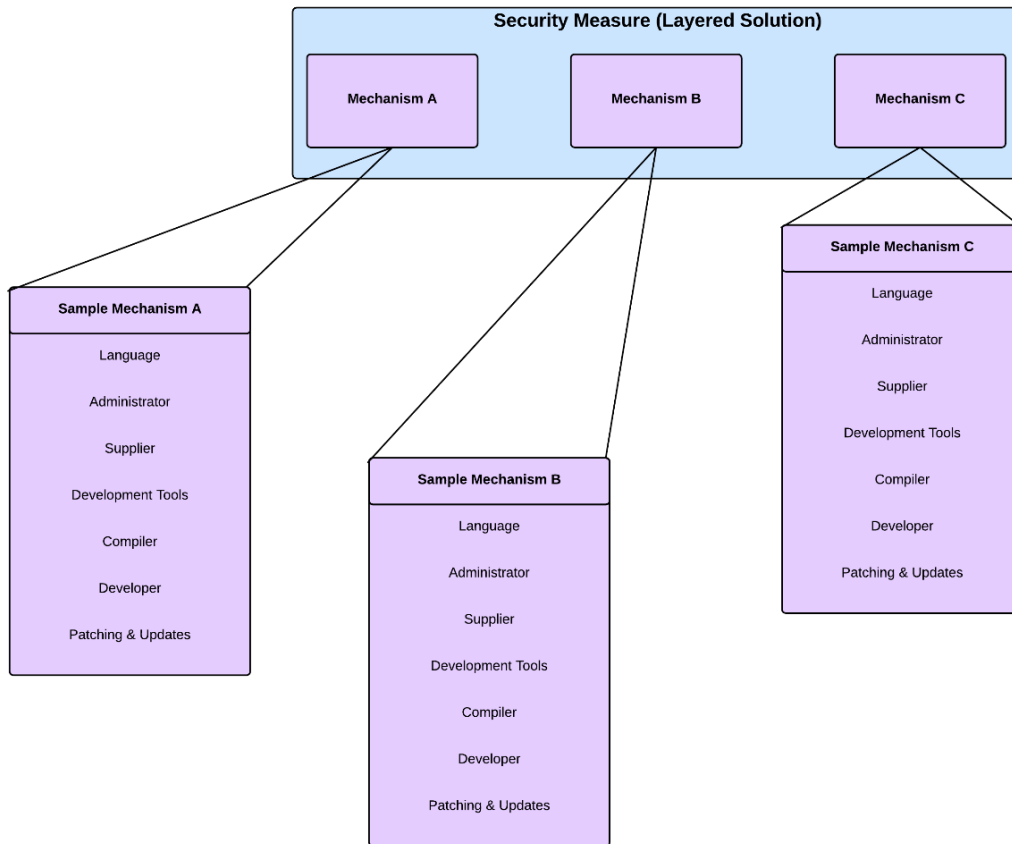 Security Measure (Layered Solution)
Mechanism A
Mechanism B
Mechanism C
Sample Mechanism A
Language
Administrator
Supplier
Development Tools
Compiler
Developer
Patching & Updates
Sample Mechanism B
Language
Administrator
Supplier
Development Tools
Compiler
Developer
Patching & Updates
Sample Mechanism C
Language
Administrator
Supplier
Development Tools
Compiler
Developer
Patching & Updates